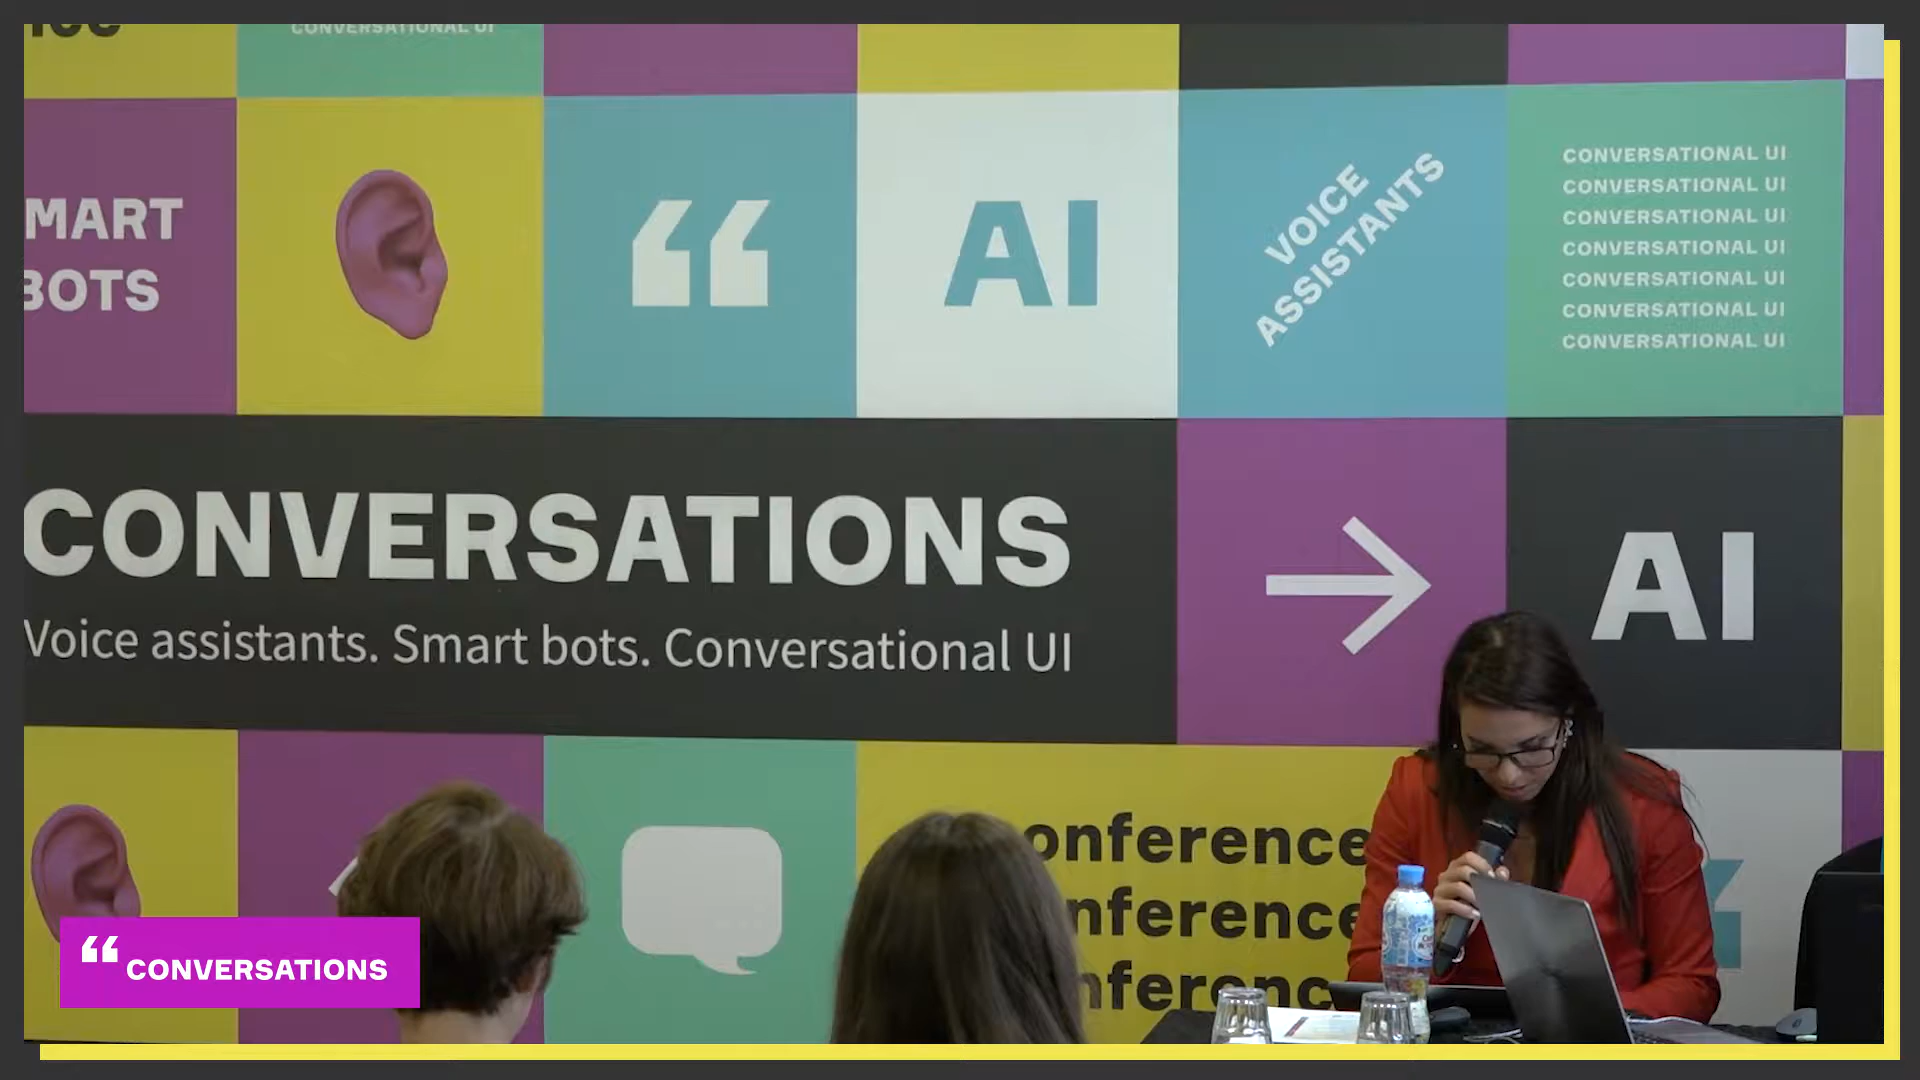 CONVERSATIONAL UI
MART
BOTS
“
AI
VOICE
ASSISTANTS
CONVERSATIONAL UI
CONVERSATIONAL UI
CONVERSATIONAL UI
CONVERSATIONAL UI
CONVERSATIONAL UI
CONVERSATIONAL UI
CONVERSATIONAL UI
CONVERSATIONS
Voice assistants. Smart bots. Conversational UI
→ AI
onference
nference
nferenc
“ CONVERSATIONS